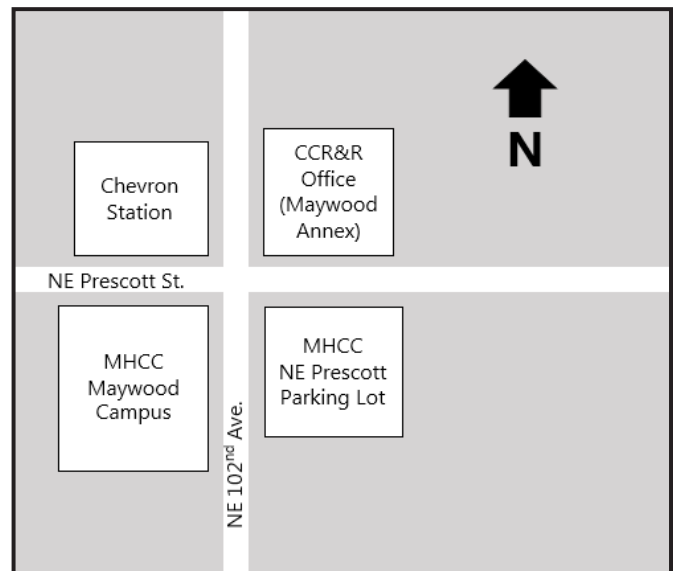 N
CCR&R
Office
(Maywood
Annex)
Chevron
Station
NE Prescott St.
MHCC
Maywood
Campus
MHCC
NE Prescott
Parking Lot
NE 102nd Ave.